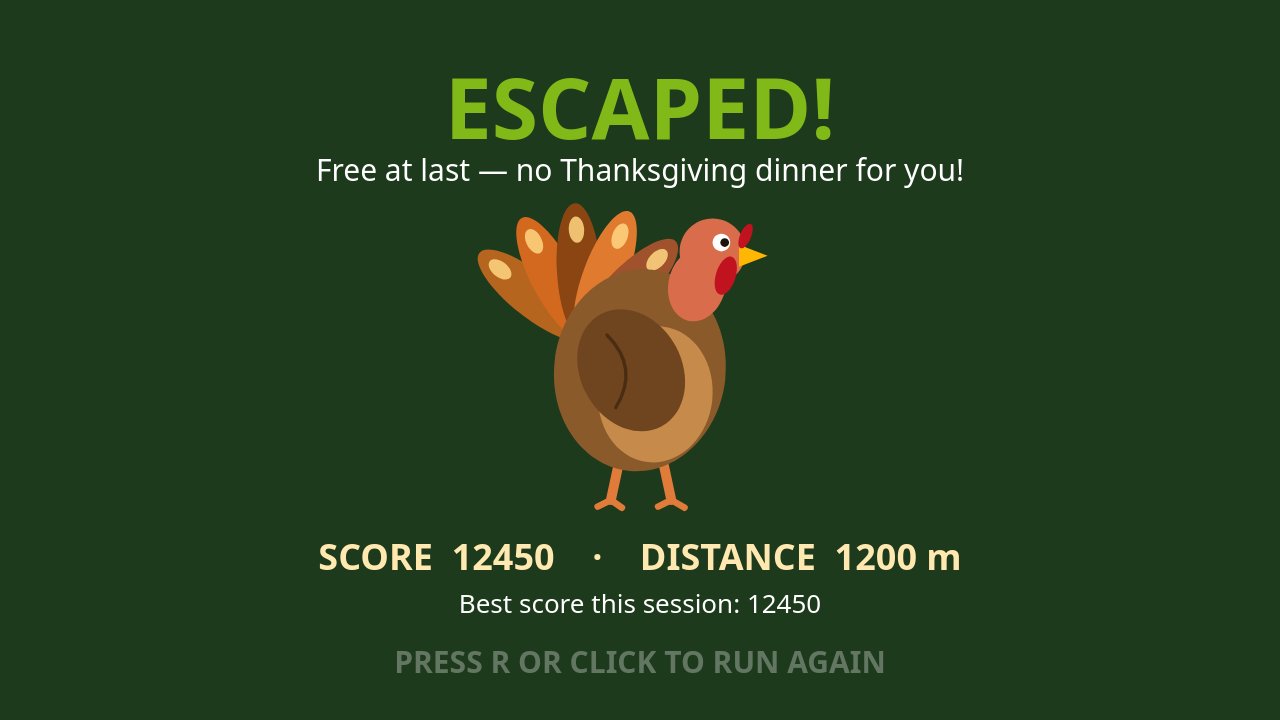 ESCAPED!
Free at last — no Thanksgiving dinner for you!
SCORE 12450 · DISTANCE 1200 m
Best score this session: 12450
PRESS R OR CLICK TO RUN AGAIN